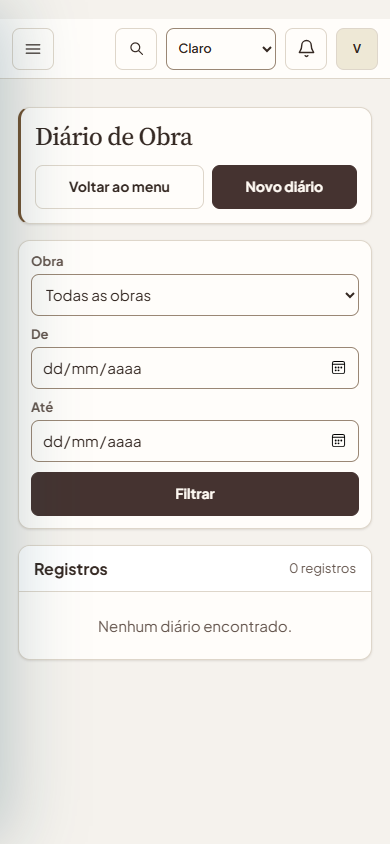 Claro
V
Diário de Obra
Voltar ao menu
Novo diário
Obra
Todas as obras
De
dd/mm/aaaa
Até
dd/mm/aaaa
Filtrar
Registros
0 registros
Nenhum diário encontrado.